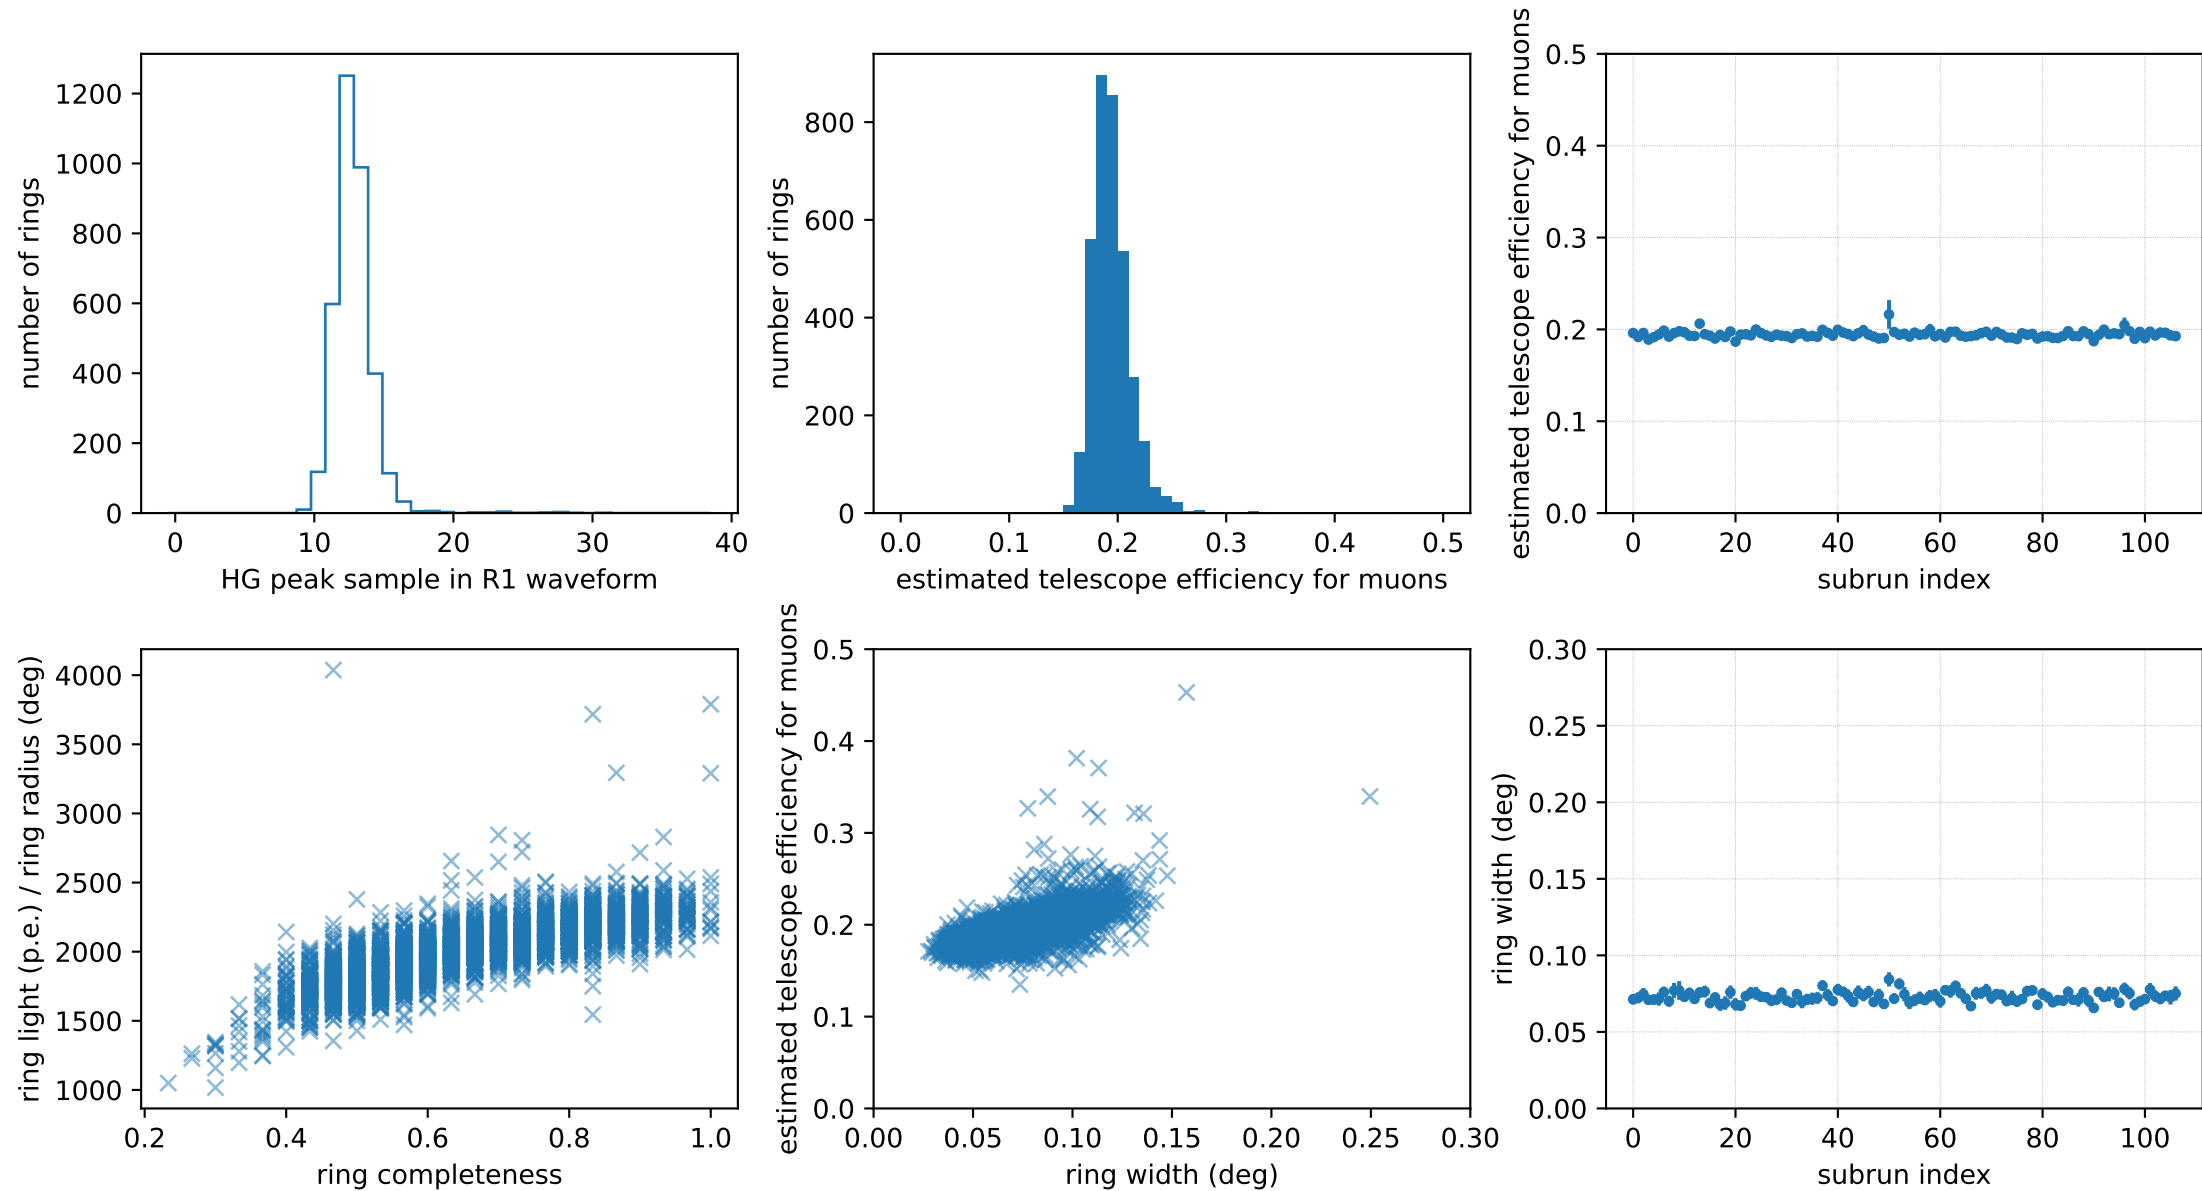 number of rings
1200
1000
800
600
400
200
0
0 10 20 30 40
HG peak sample in R1 waveform
number of rings
800
600
400
200
0
0.0 0.1 0.2 0.3 0.4 0.5
estimated telescope efficiency for muons
estimated telescope efficiency for muons
0.5
0.4
0.3
0.2
0.1
0.0
0 20 40 60 80 100
subrun index
ring light (p.e.) / ring radius (deg)
4000
3500
3000
2500
2000
1500
1000
0.2 0.4 0.6 0.8 1.0
ring completeness
estimated telescope efficiency for muons
0.5
0.4
0.3
0.2
0.1
0.0
0.00 0.05 0.10 0.15 0.20 0.25 0.30
ring width (deg)
ring width (deg)
0.30
0.25
0.20
0.15
0.10
0.05
0.00
0 20 40 60 80 100
subrun index